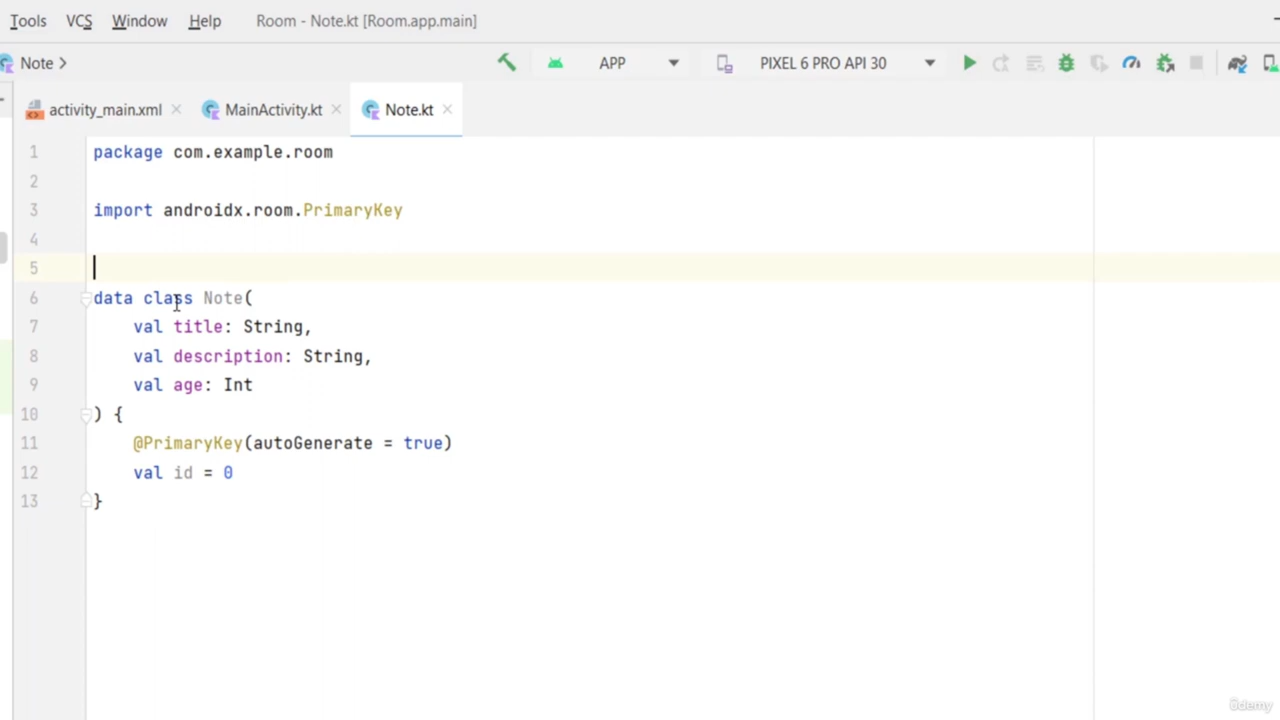 Tools VCS Window Help Room - Note.kt [Room.app.main]
Note APP PIXEL 6 PRO API 30
activity_main.xml MainActivity.kt Note.kt
1 package com.example.room
2
3 import androidx.room.PrimaryKey
4
5
6 data class Note(
7 val title: String,
8 val description: String,
9 val age: Int
10 ) {
11 @PrimaryKey(autoGenerate = true)
12 val id = 0
13 }
ûdemy